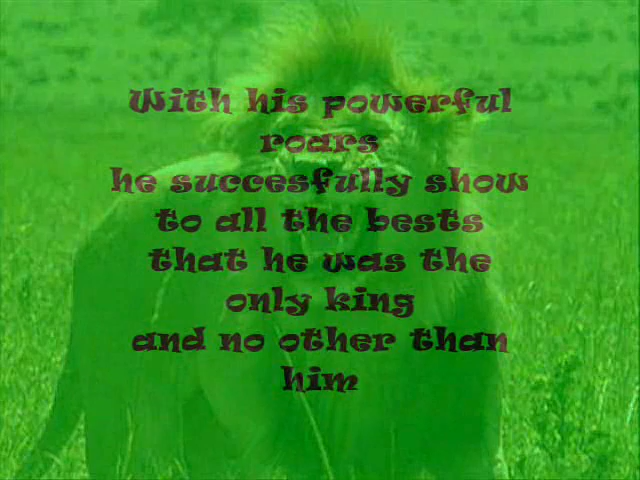 With his powerful
roars
he succesfully show
to all the bests
that he was the
only king
and no other than
him